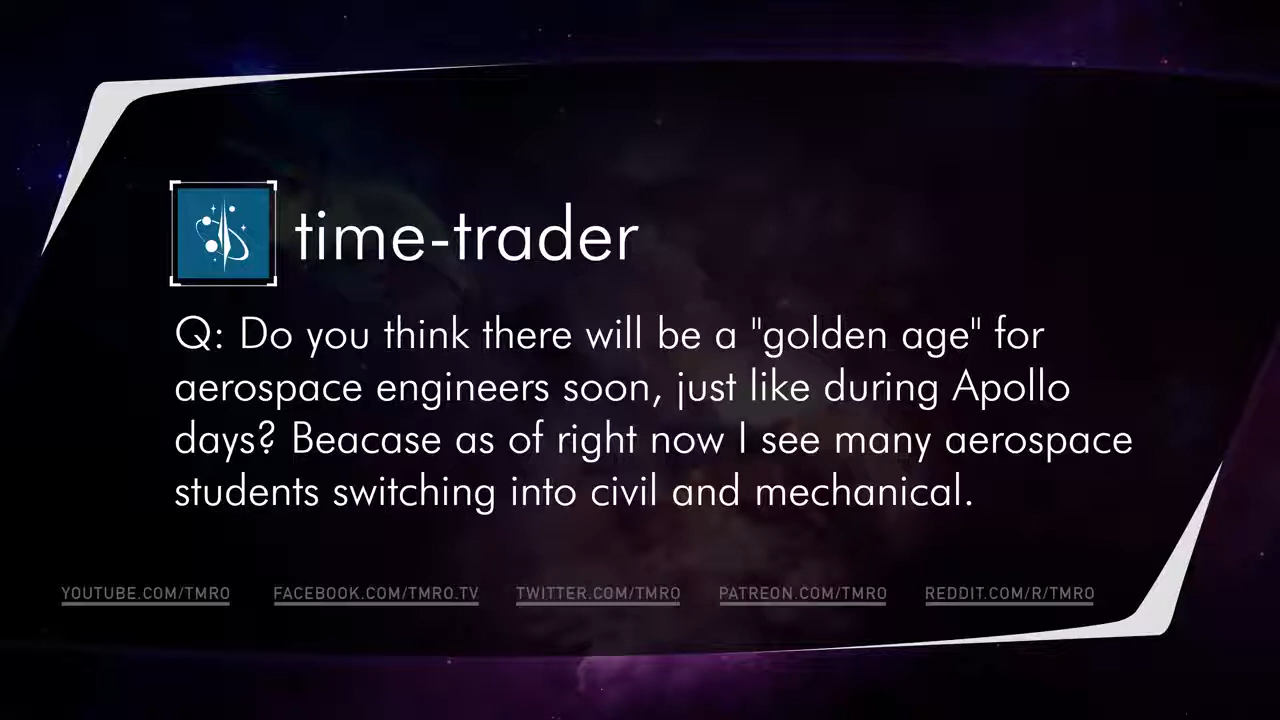 time-trader
Q: Do you think there will be a "golden age" for
aerospace engineers soon, just like during Apollo
days? Beacase as of right now I see many aerospace
students switching into civil and mechanical.
YOUTUBE.COM/TMRO FACEBOOK.COM/TMRO.TV TWITTER.COM/TMRO PATREON.COM/TMRO REDDIT.COM/R/TMRO